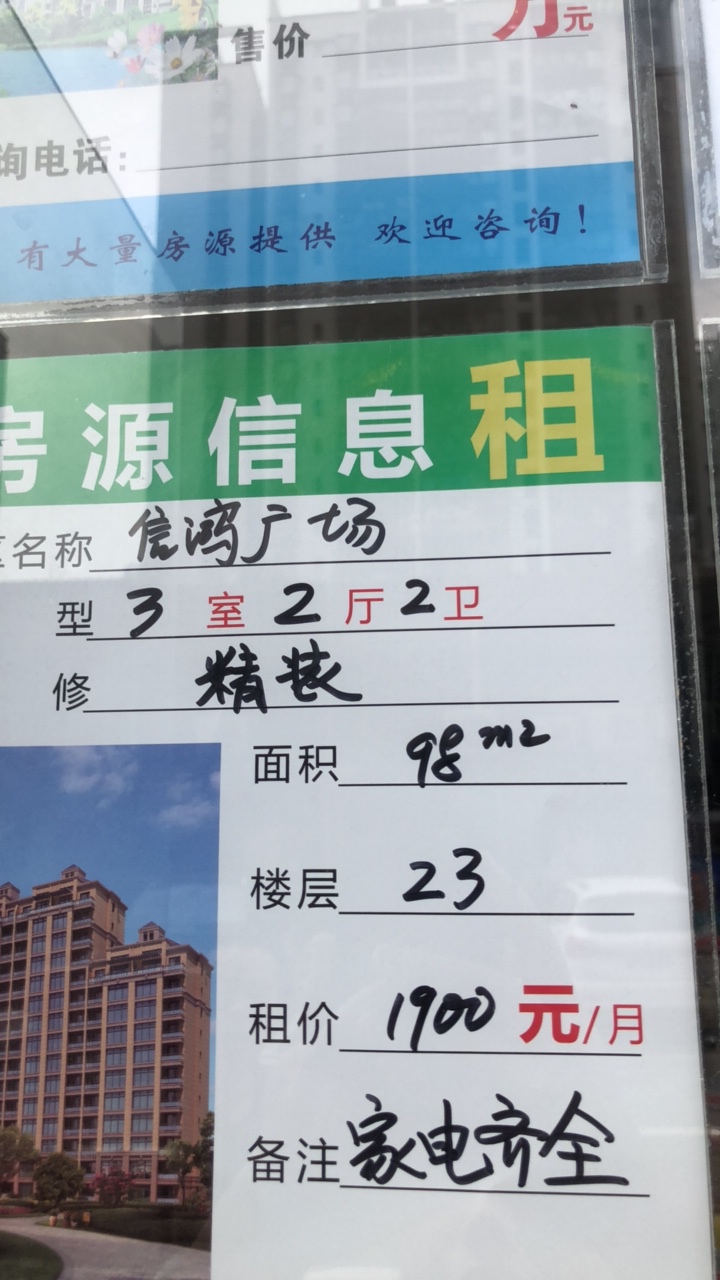 售价 万元
询电话：
有大量房源提供 欢迎咨询！
房源信息租
区名称 信鸿广场
型 3 室 2 厅 2 卫
修 精装
面积 98m2
楼层 23
租价 1900 元/月
备注 家电齐全